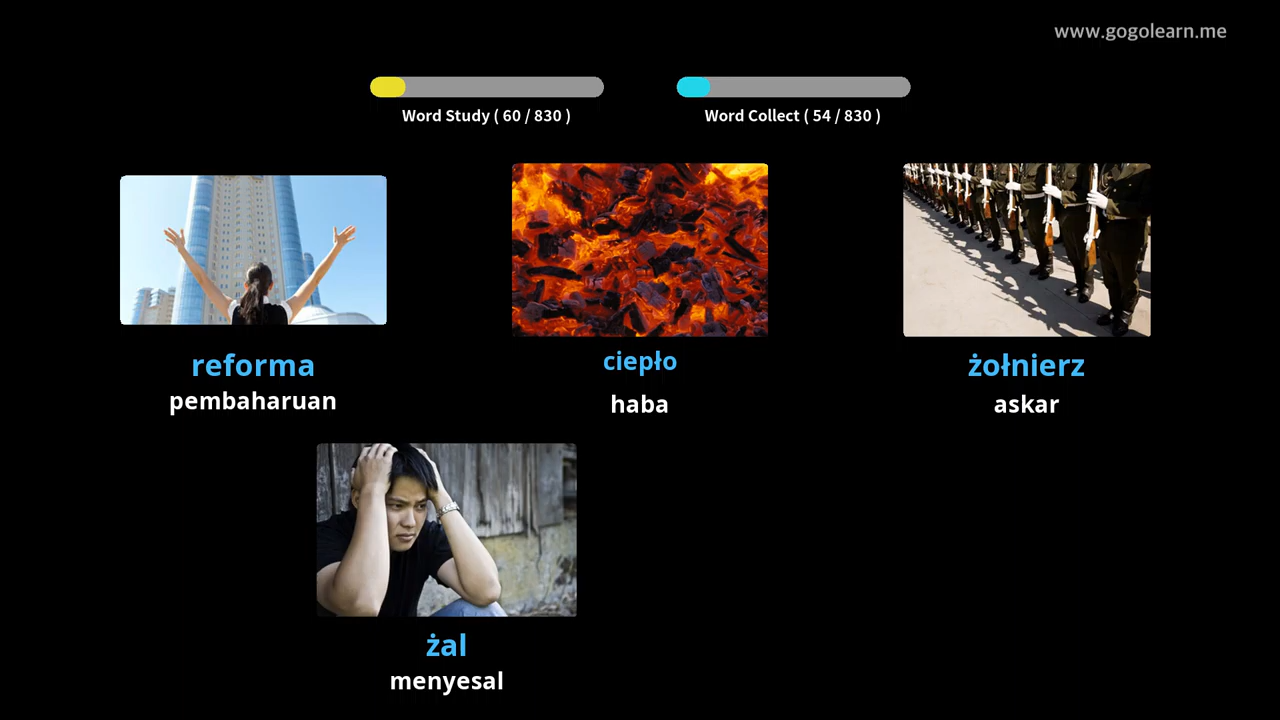 www.gogolearn.me
Word Study ( 60 / 830 )
Word Collect ( 54 / 830 )
reforma
pembaharuan
ciepło
haba
żołnierz
askar
żal
menyesal